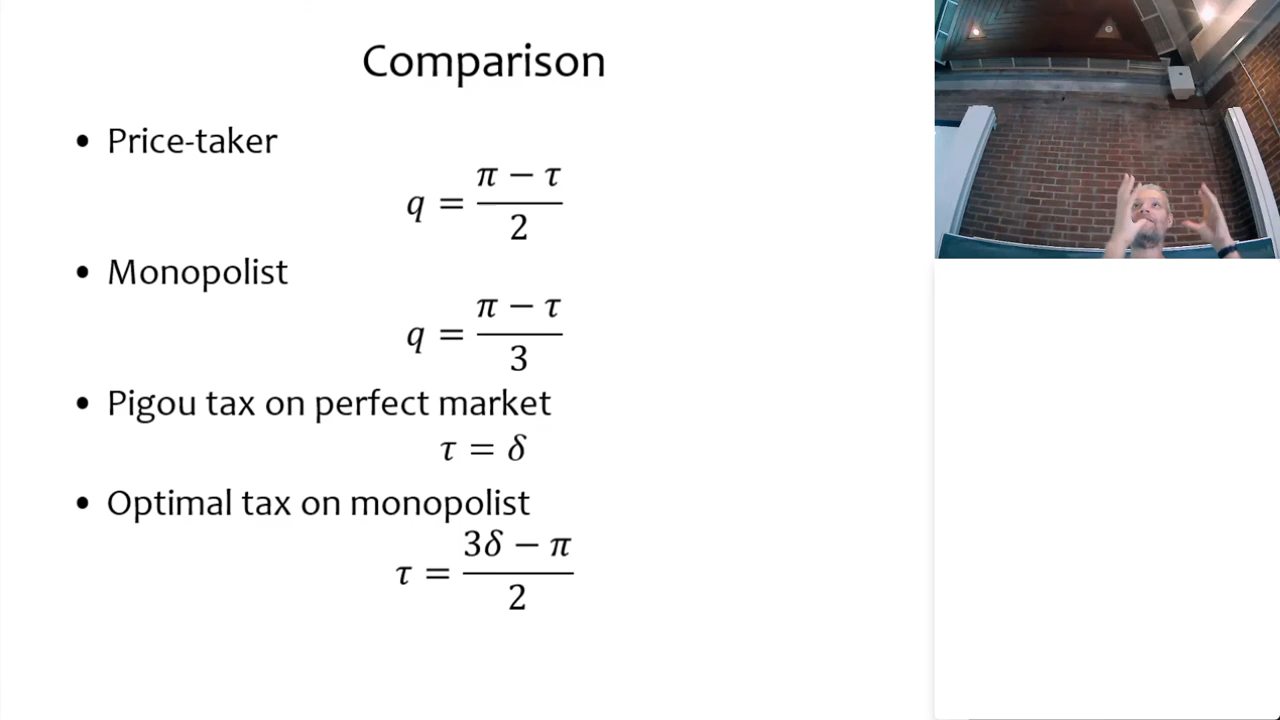 Comparison
• Price-taker
q = (π − τ)/2
• Monopolist
q = (π − τ)/3
• Pigou tax on perfect market
τ = δ
• Optimal tax on monopolist
τ = (3δ − π)/2